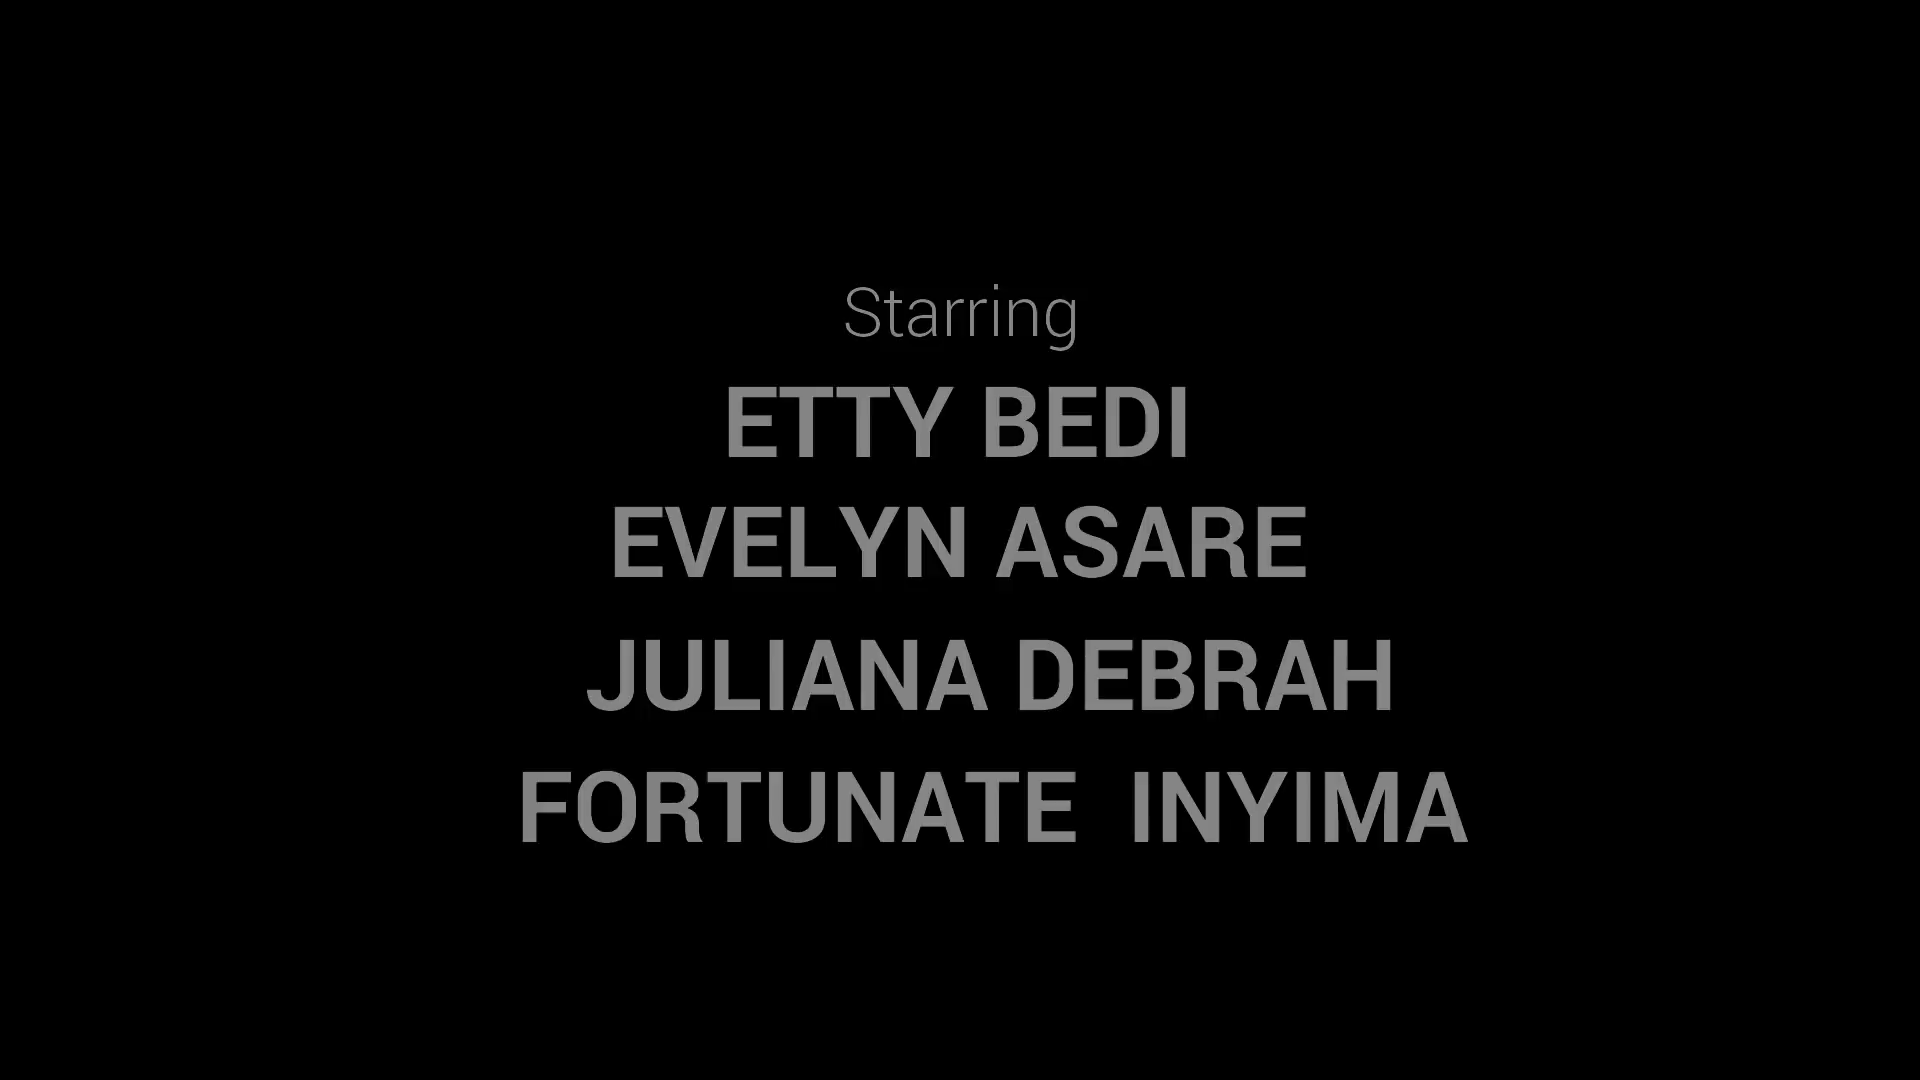 Starring
ETTY BEDI
EVELYN ASARE
JULIANA DEBRAH
FORTUNATE  INYIMA